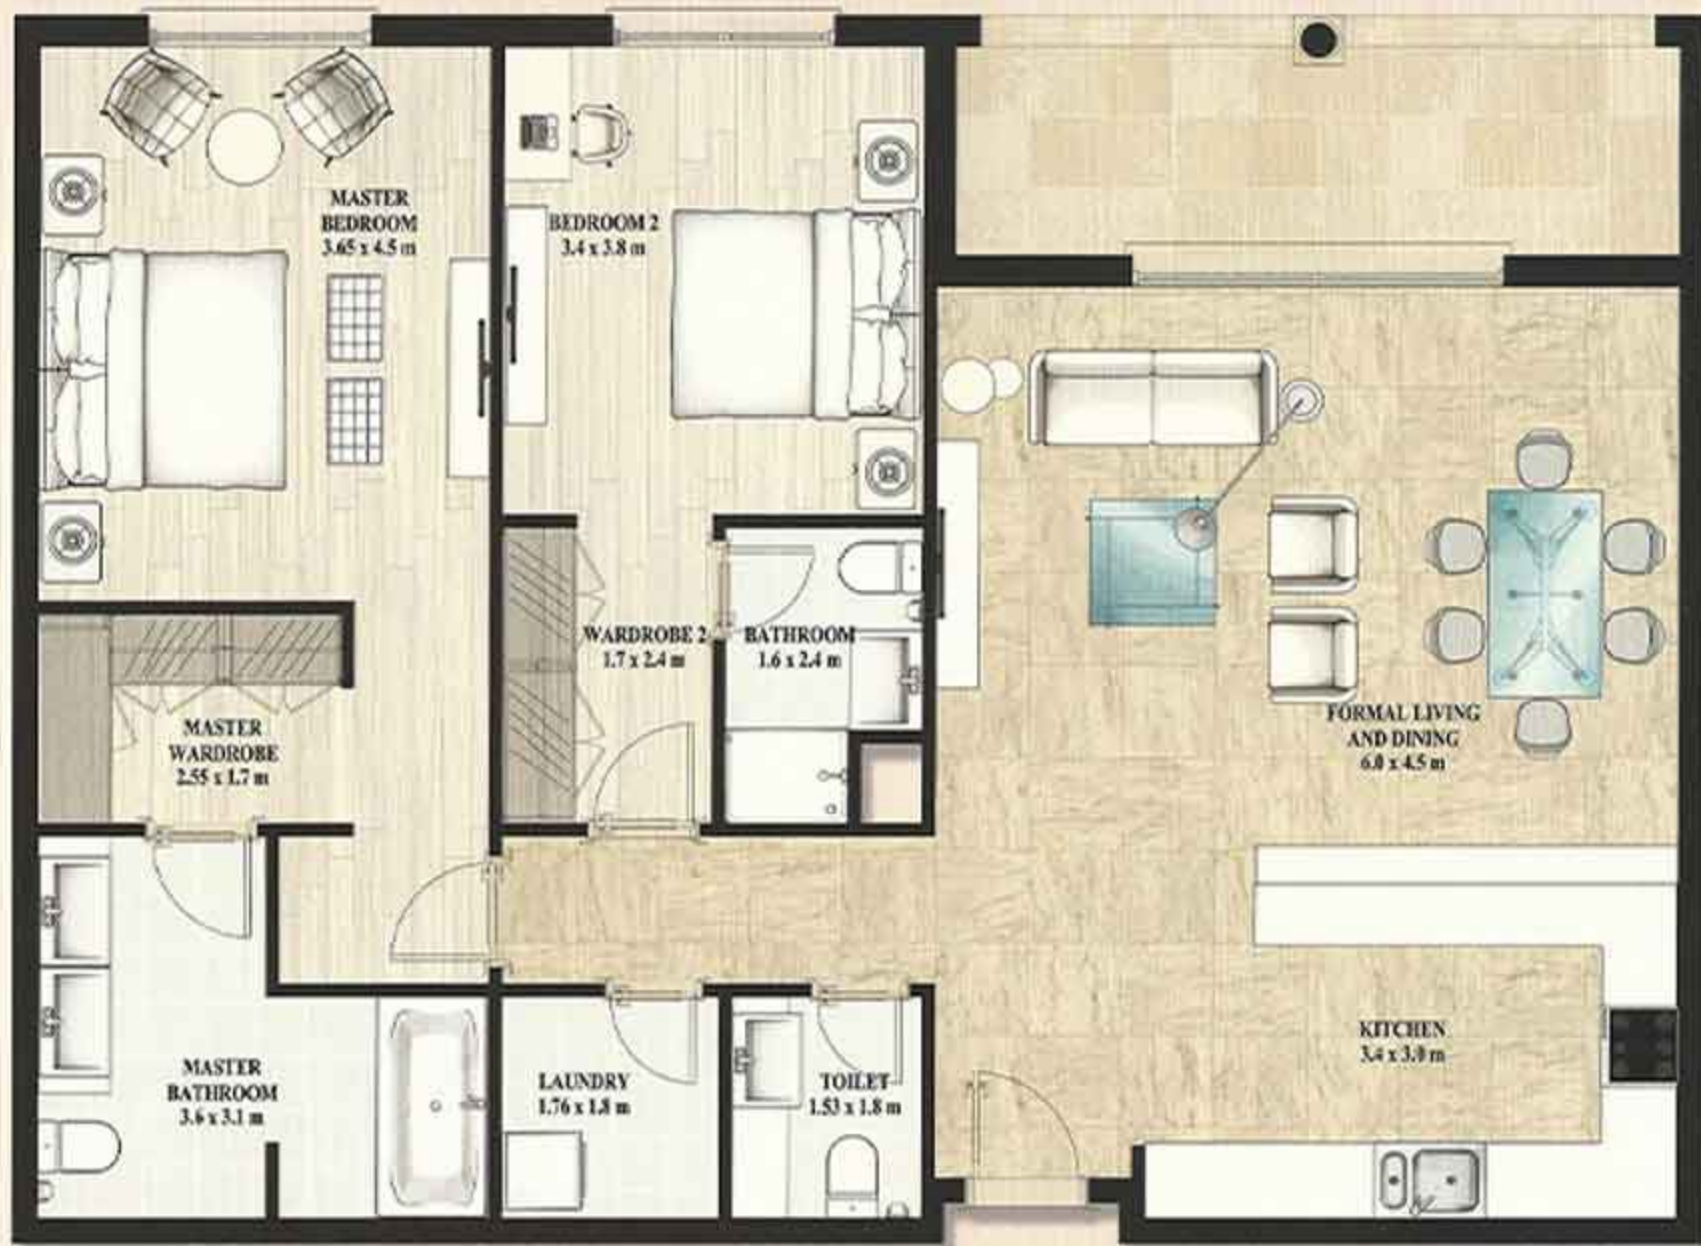 MASTER
BEDROOM
3.65 x 4.5 m
BEDROOM 2
3.4 x 3.8 m
WARDROBE 2
1.7 x 2.4 m
BATHROOM
1.6 x 2.4 m
MASTER
WARDROBE
2.55 x 1.7 m
FORMAL LIVING
AND DINING
6.0 x 4.5 m
KITCHEN
3.4 x 3.0 m
MASTER
BATHROOM
3.6 x 3.1 m
LAUNDRY
1.76 x 1.8 m
TOILET
1.53 x 1.8 m